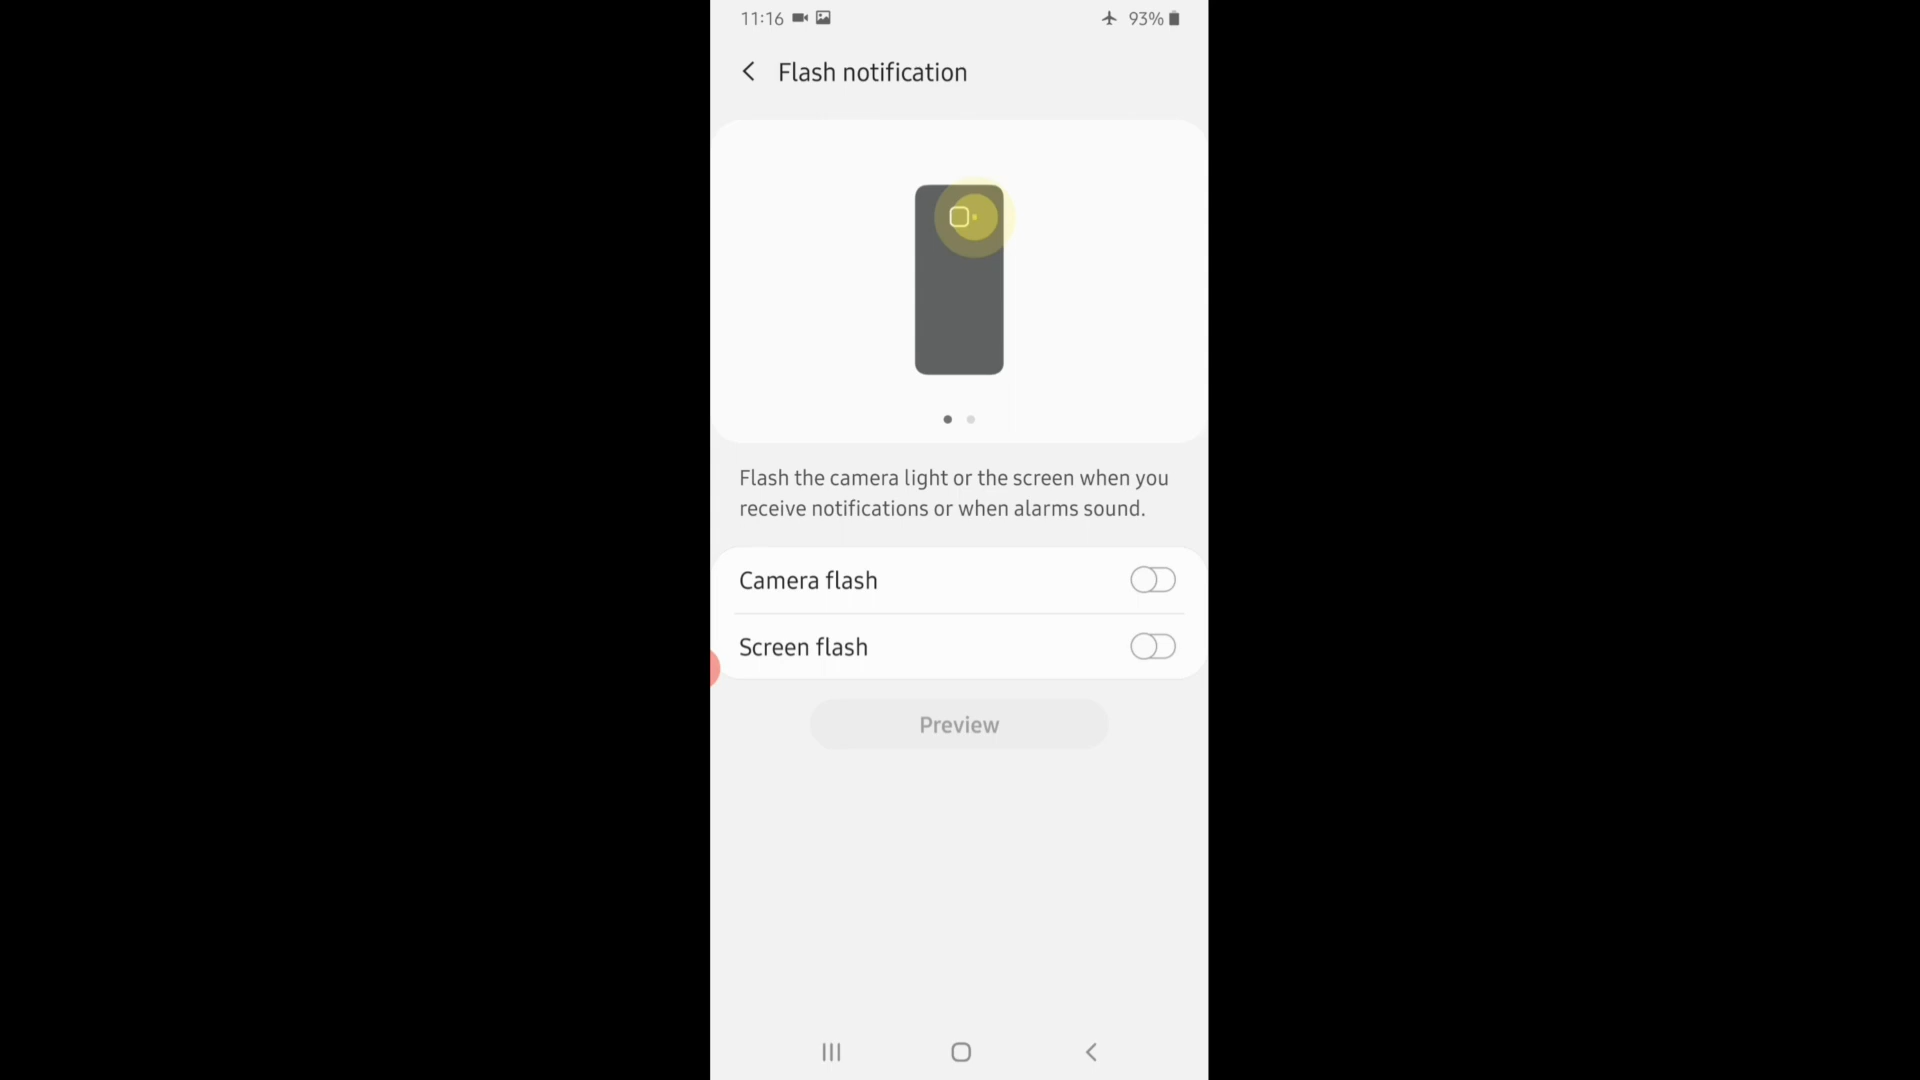 11:16
93%
Flash notification
Flash the camera light or the screen when you
receive notifications or when alarms sound.
Camera flash
Screen flash
Preview